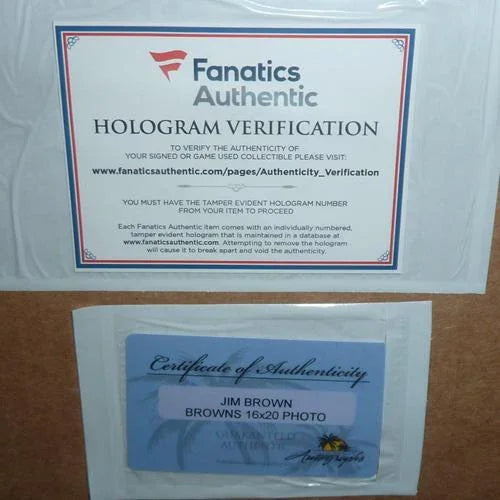 Fanatics
Authentic
HOLOGRAM VERIFICATION
TO VERIFY THE AUTHENTICITY OF
YOUR SIGNED OR GAME USED COLLECTIBLE PLEASE VISIT:
www.fanaticsauthentic.com/pages/Authenticity_Verification
YOU MUST HAVE THE TAMPER EVIDENT HOLOGRAM NUMBER
FROM YOUR ITEM TO PROCEED
Each Fanatics Authentic item comes with an individually numbered,
tamper evident hologram that is maintained in a database at
www.fanaticsauthentic.com. Attempting to remove the hologram
will cause it to break apart and void the authenticity.
Certificate of Authenticity
JIM BROWN
BROWNS 16x20 PHOTO
GUARANTEED
AUTHENTIC
Autographs